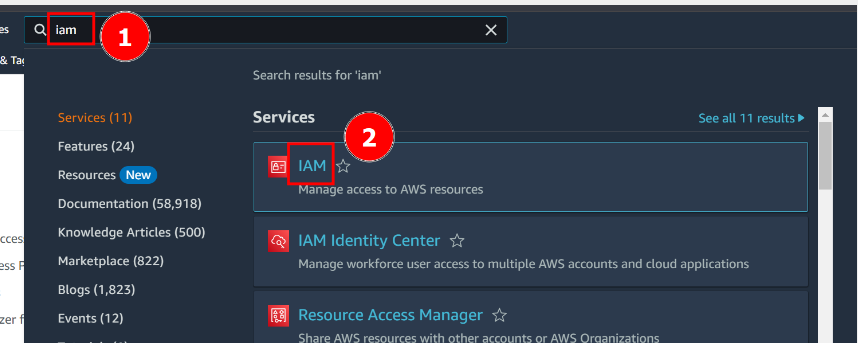 es
iam
1
& Tag
Search results for 'iam'
Services (11)
Features (24)
Resources New
Documentation (58,918)
Knowledge Articles (500)
Marketplace (822)
Blogs (1,823)
Events (12)
Services
See all 11 results
2
IAM
Manage access to AWS resources
IAM Identity Center
Manage workforce user access to multiple AWS accounts and cloud applications
Resource Access Manager
Share AWS resources with other accounts or AWS Organizations
ccess
ess P
zer f